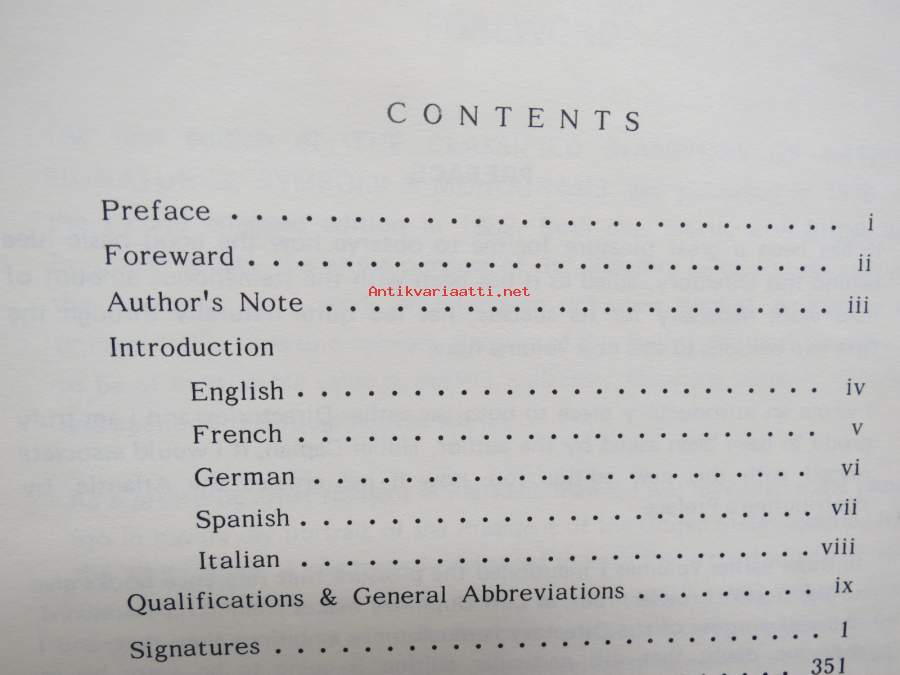 CONTENTS
Preface . . . . . . . . . . . . . . . . . . . . i
Foreward . . . . . . . . . . . . . . . . . . . . ii
Antikvariaatti.net
Author's Note . . . . . . . . . . . . . . . . . . . . iii
Introduction
English . . . . . . . . . . . . . . . . . . . . iv
French . . . . . . . . . . . . . . . . . . . . v
German . . . . . . . . . . . . . . . . . . . . vi
Spanish . . . . . . . . . . . . . . . . . . . . vii
Italian . . . . . . . . . . . . . . . . . . . . viii
Qualifications & General Abbreviations . . . . . . . . ix
Signatures . . . . . . . . . . . . . . . . . . . . 1
351